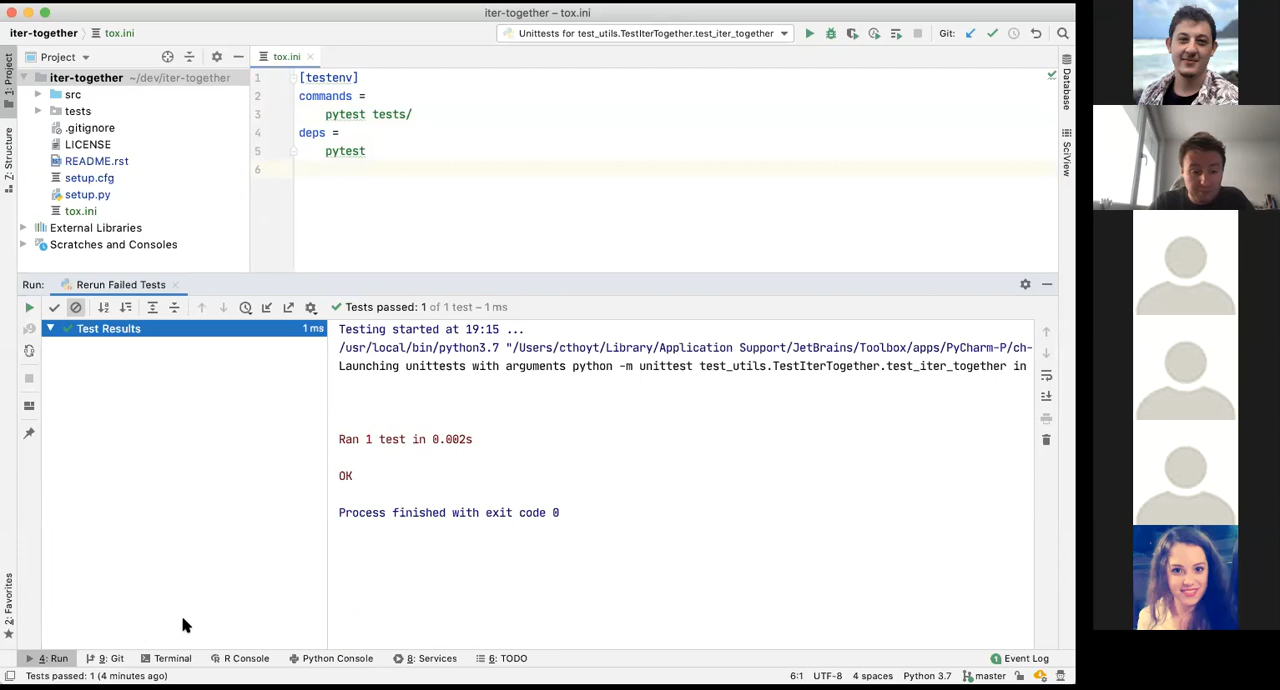 iter-together – tox.ini
iter-together
tox.ini
Unittests for test_utils.TestIterTogether.test_iter_together
Git:
1: Project
Z: Structure
2: Favorites
Project
iter-together ~/dev/iter-together
src
tests
.gitignore
LICENSE
README.rst
setup.cfg
setup.py
tox.ini
External Libraries
Scratches and Consoles
tox.ini
1 [testenv]
2 commands =
3 pytest tests/
4 deps =
5 pytest
6
Database
SciView
Run: Rerun Failed Tests
Tests passed: 1 of 1 test – 1 ms
Test Results 1 ms
Testing started at 19:15 ...
/usr/local/bin/python3.7 "/Users/cthoyt/Library/Application Support/JetBrains/Toolbox/apps/PyCharm-P/ch-
Launching unittests with arguments python -m unittest test_utils.TestIterTogether.test_iter_together in
Ran 1 test in 0.002s
OK
Process finished with exit code 0
4: Run 9: Git Terminal R Console Python Console 8: Services 6: TODO 1 Event Log
Tests passed: 1 (4 minutes ago) 6:1 UTF-8 4 spaces Python 3.7 master